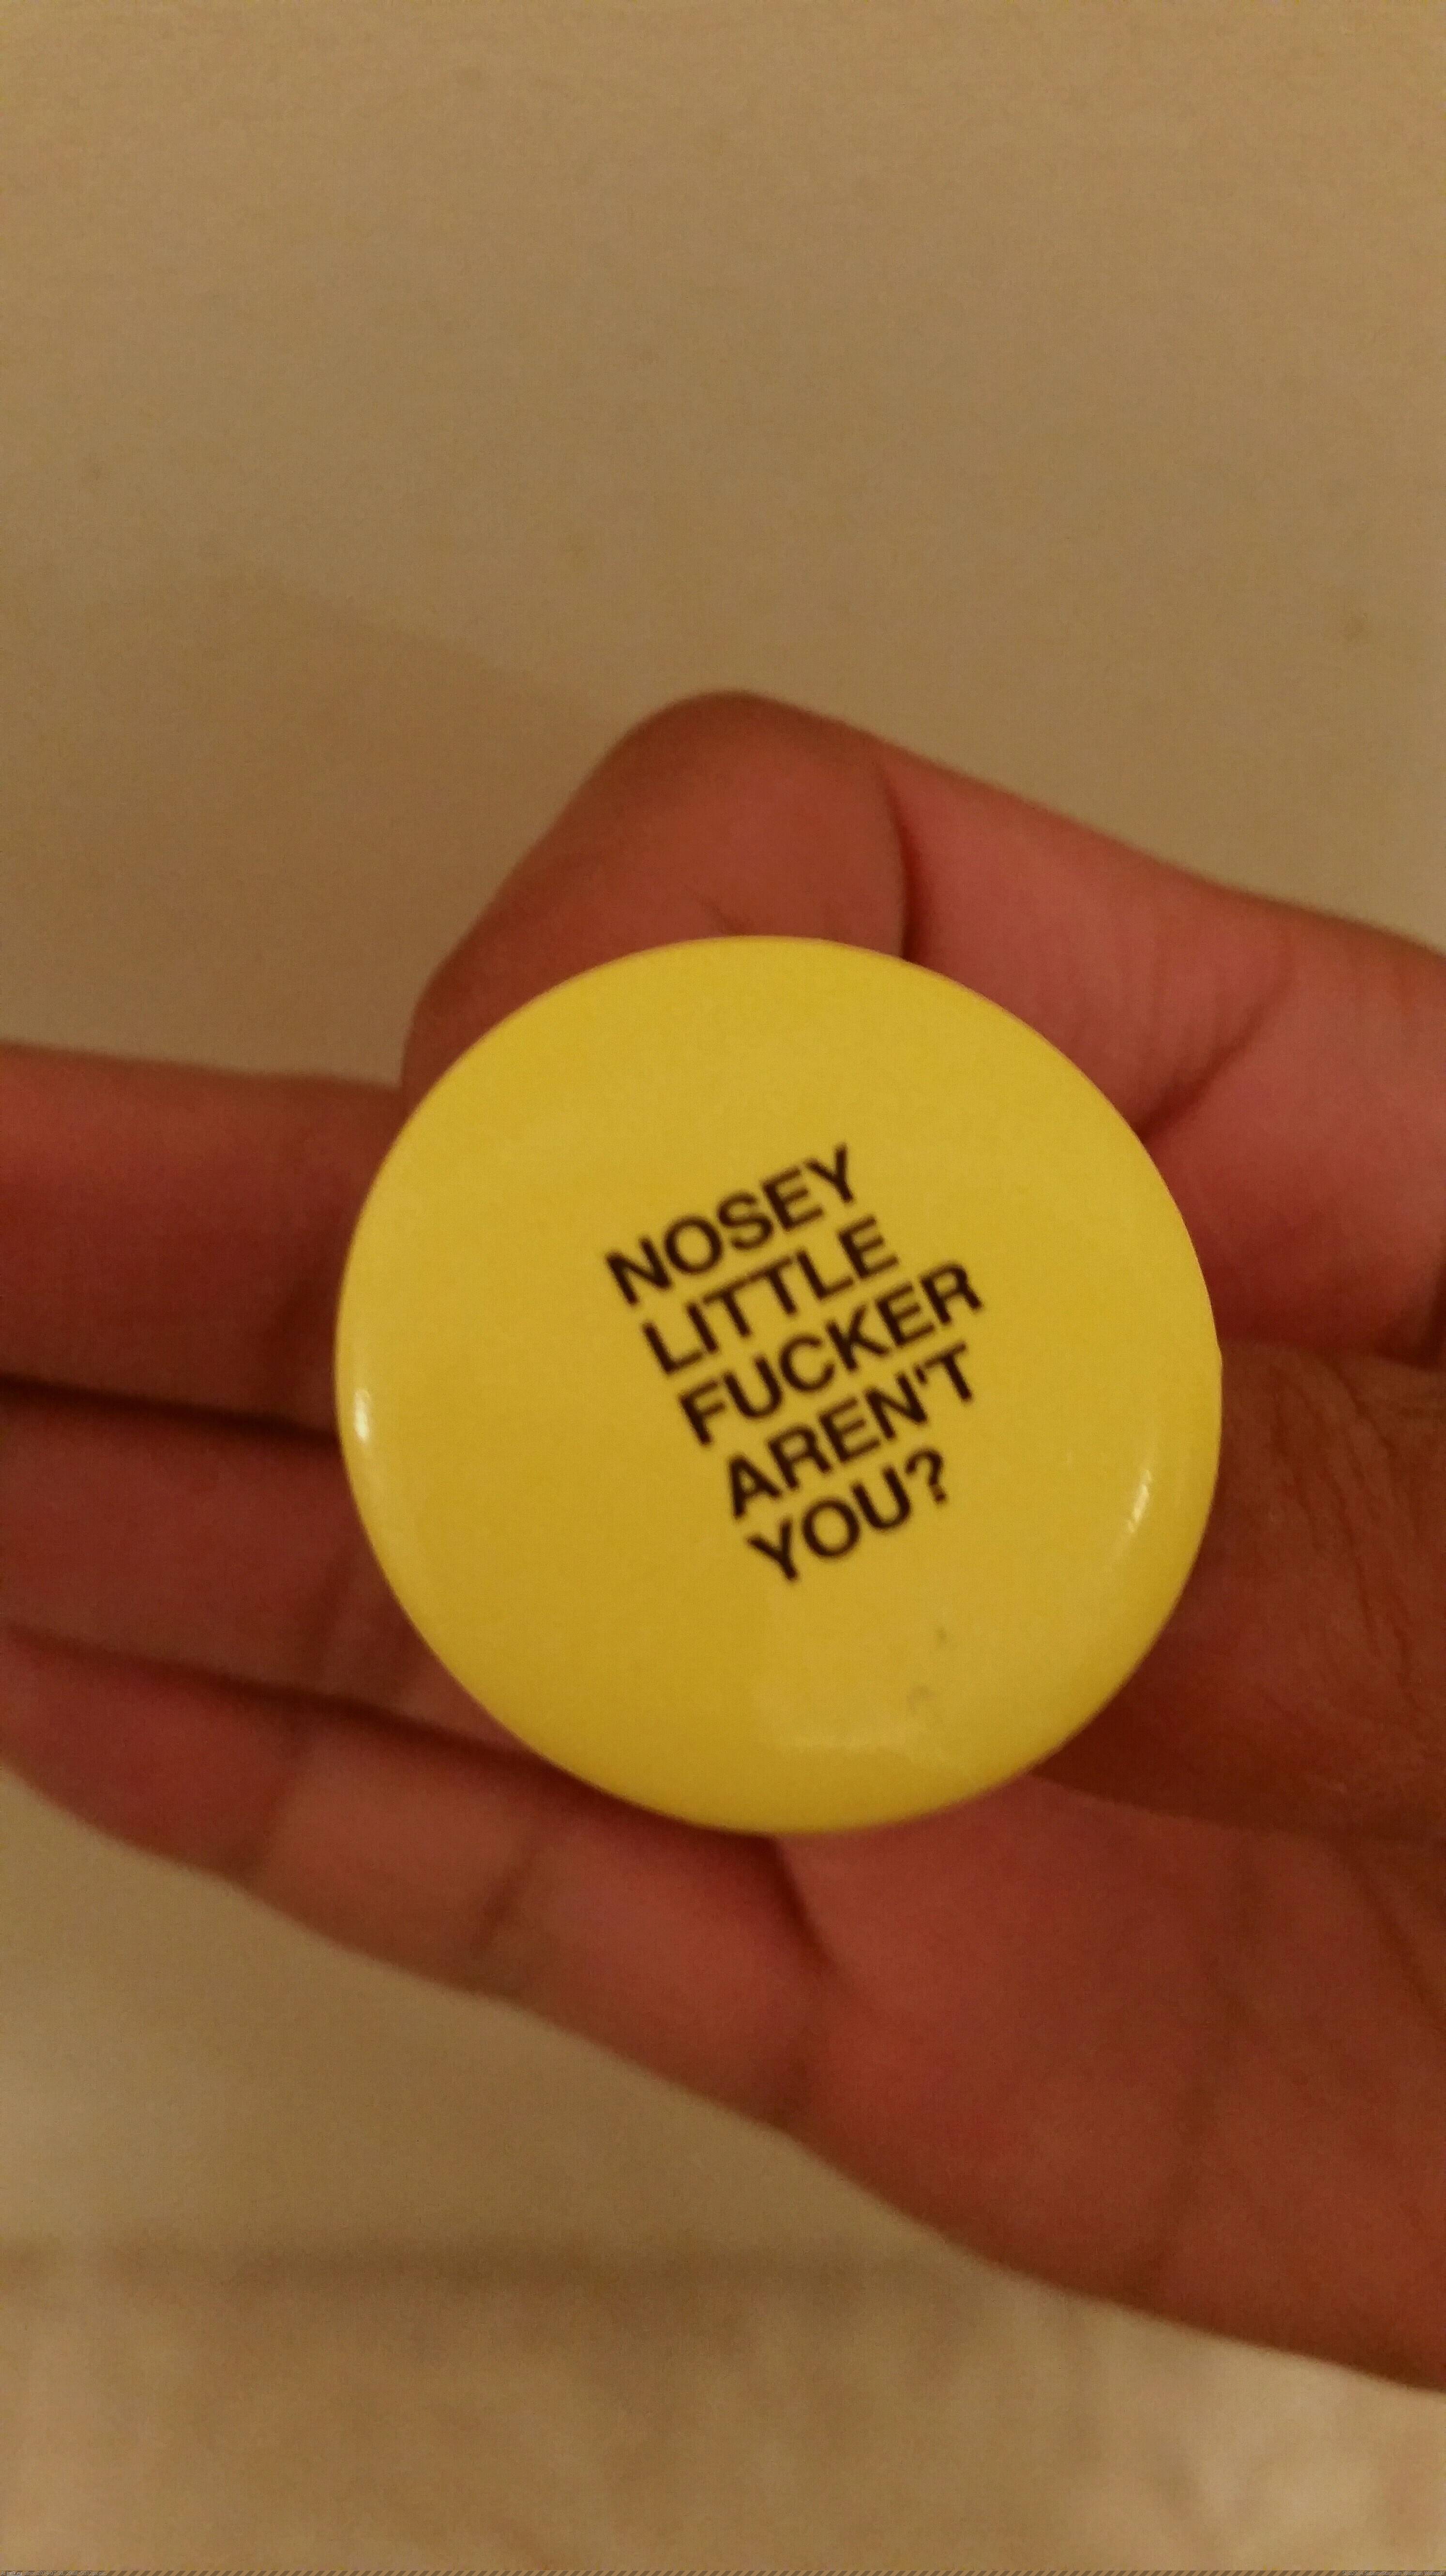 NOSEY
LITTLE
FUCKER
AREN'T
YOU?